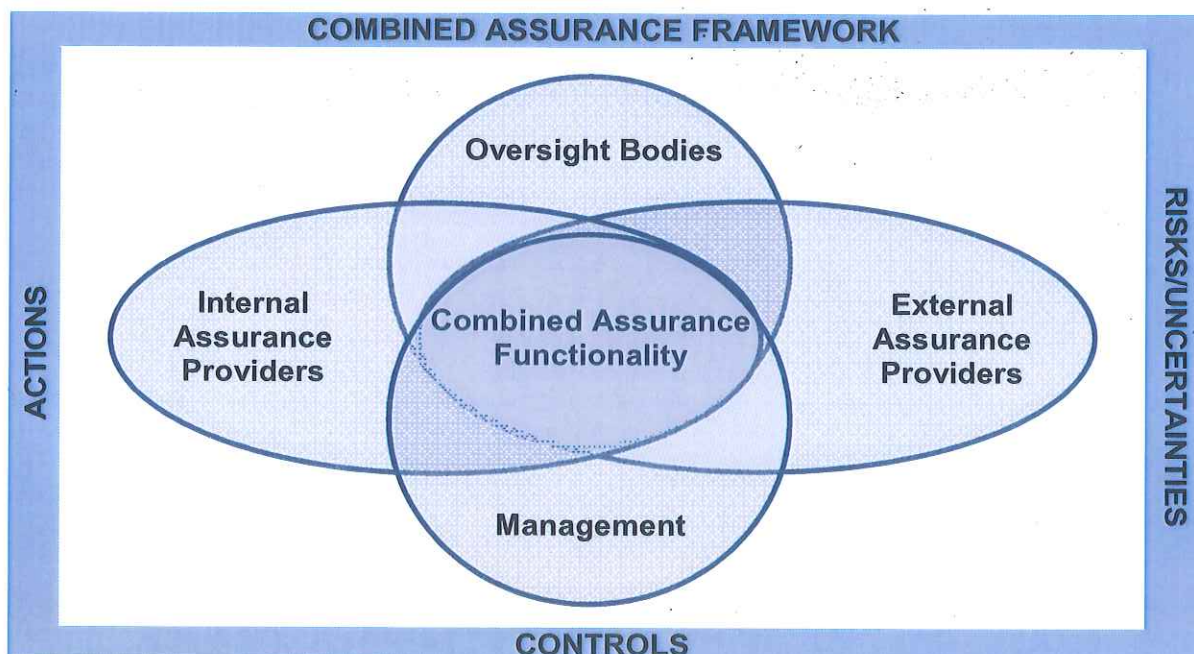 COMBINED ASSURANCE FRAMEWORK
Oversight Bodies
ACTIONS
Internal
Assurance
Providers
Combined Assurance
Functionality
External
Assurance
Providers
RISKS/UNCERTAINTIES
Management
CONTROLS